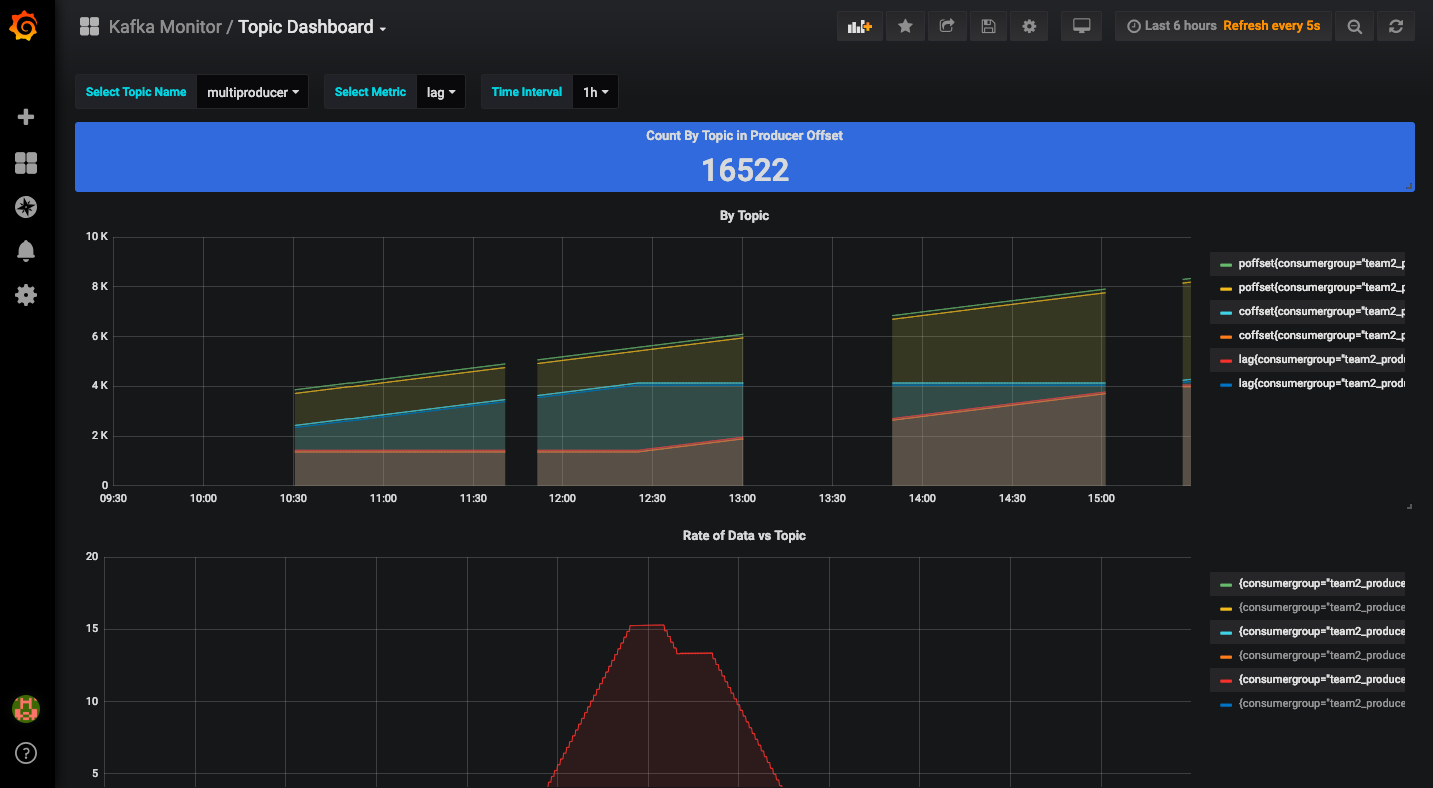 Kafka Monitor / Topic Dashboard
Last 6 hours Refresh every 5s
Select Topic Name multiproducer Select Metric lag Time Interval 1h
Count By Topic in Producer Offset
16522
By Topic
10 K
8 K
6 K
4 K
2 K
0
09:30 10:00 10:30 11:00 11:30 12:00 12:30 13:00 13:30 14:00 14:30 15:00
poffset{consumergroup="team2_p
poffset{consumergroup="team2_p
coffset{consumergroup="team2_p
coffset{consumergroup="team2_p
lag{consumergroup="team2_produ
lag{consumergroup="team2_produ
Rate of Data vs Topic
20
15
10
5
{consumergroup="team2_produce
{consumergroup="team2_produce
{consumergroup="team2_produce
{consumergroup="team2_produce
{consumergroup="team2_produce
{consumergroup="team2_produce